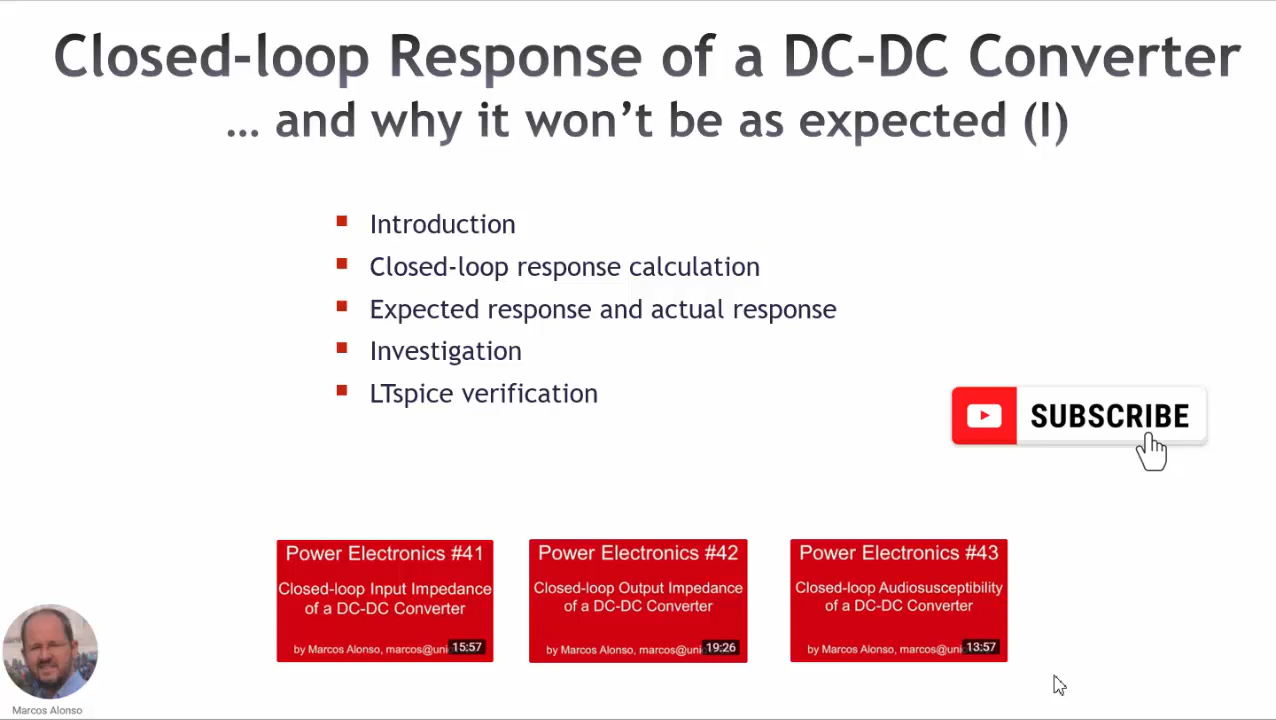 Closed-loop Response of a DC-DC Converter
... and why it won't be as expected (I)
Introduction
Closed-loop response calculation
Expected response and actual response
Investigation
LTspice verification
SUBSCRIBE
Power Electronics #41
Closed-loop Input Impedance
of a DC-DC Converter
by Marcos Alonso, marcos@uni
15:57
Power Electronics #42
Closed-loop Output Impedance
of a DC-DC Converter
by Marcos Alonso, marcos@uni
19:26
Power Electronics #43
Closed-loop Audiosusceptibility
of a DC-DC Converter
by Marcos Alonso, marcos@uni
13:57
Marcos Alonso